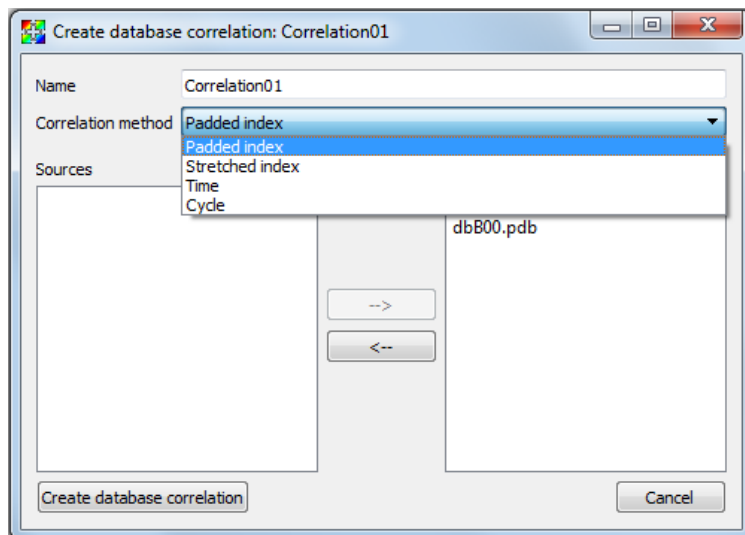 Create database correlation: Correlation01
Name Correlation01
Correlation method Padded index
Padded index
Stretched index
Time
Cycle
Sources
dbB00.pdb
-->
<--
Create database correlation Cancel